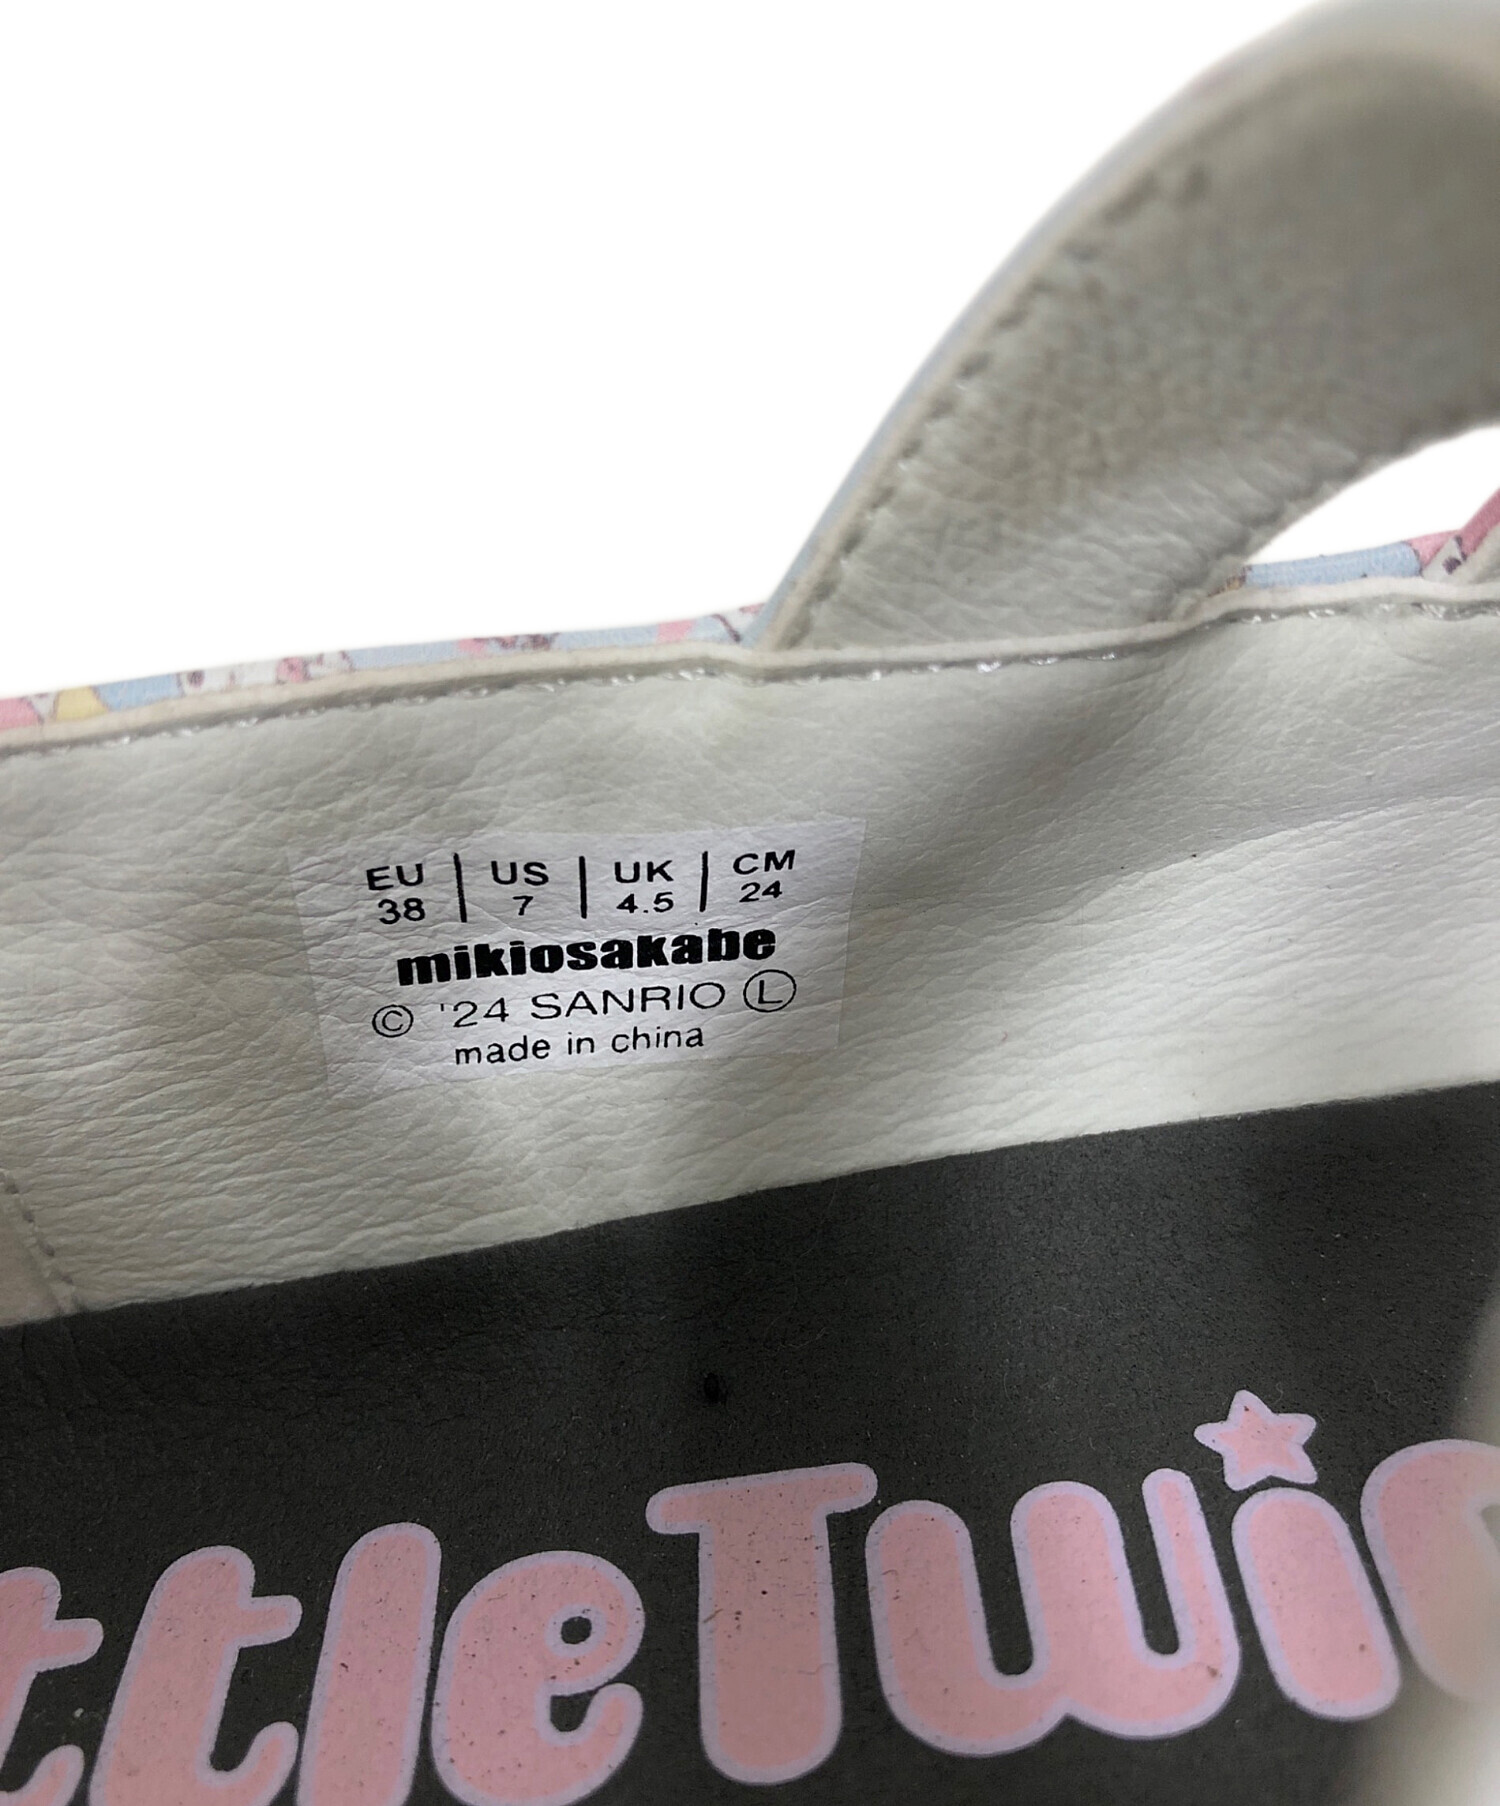 EU | US | UK | CM
38 | 7 | 4.5 | 24
mikiosakabe
© '24 SANRIO Ⓛ
made in china
ttleTwi